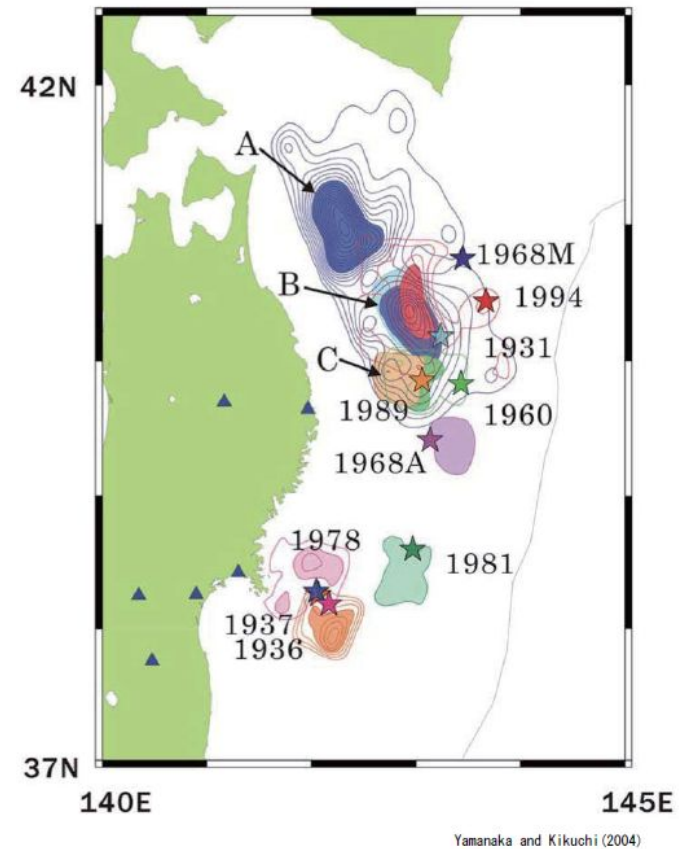 42N
A
1968M
B
1994
1931
C
1989
1960
1968A
1978
1981
1937
1936
37N
140E
145E
Yamanaka and Kikuchi(2004)